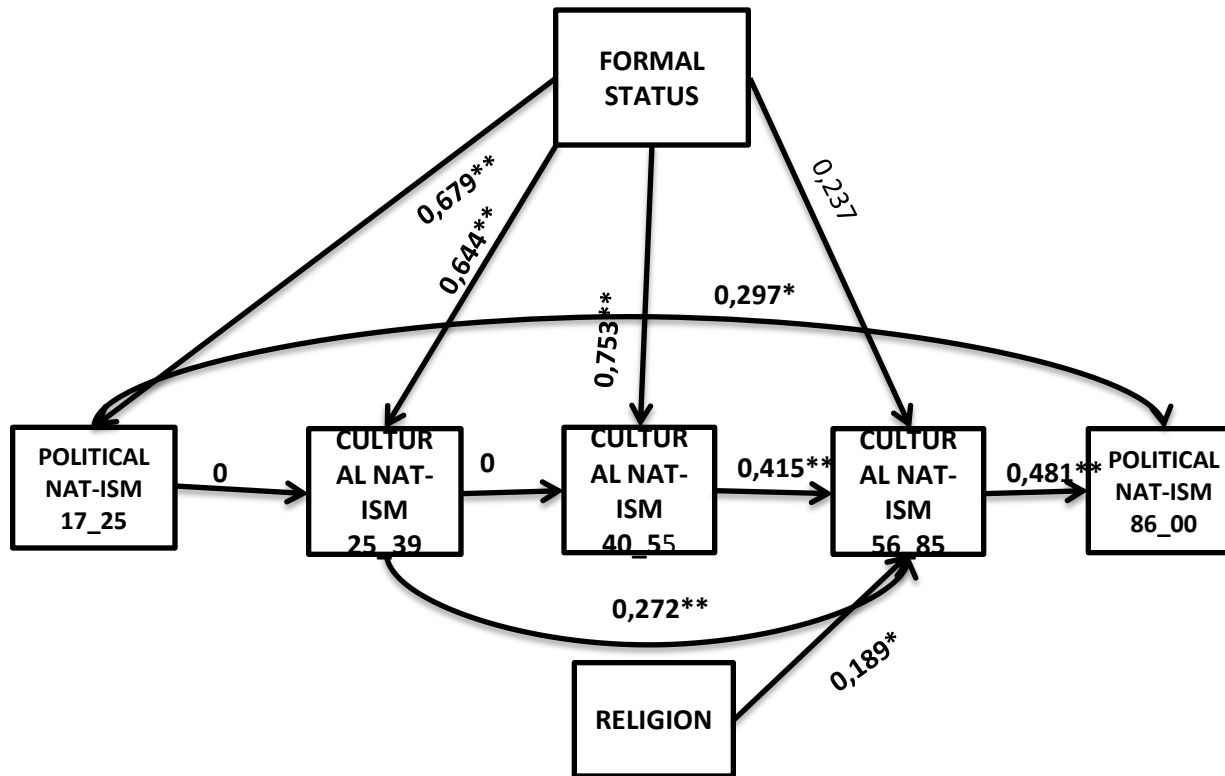 FORMAL
STATUS
0,679**
0,644**
0,753**
0,237
0,297*
POLITICAL
NAT-ISM
17_25
0
CULTUR
AL NAT-
ISM
25_39
0
CULTUR
AL NAT-
ISM
40_55
0,415**
CULTUR
AL NAT-
ISM
56_85
0,481**
POLITICAL
NAT-ISM
86_00
0,272**
0,189*
RELIGION